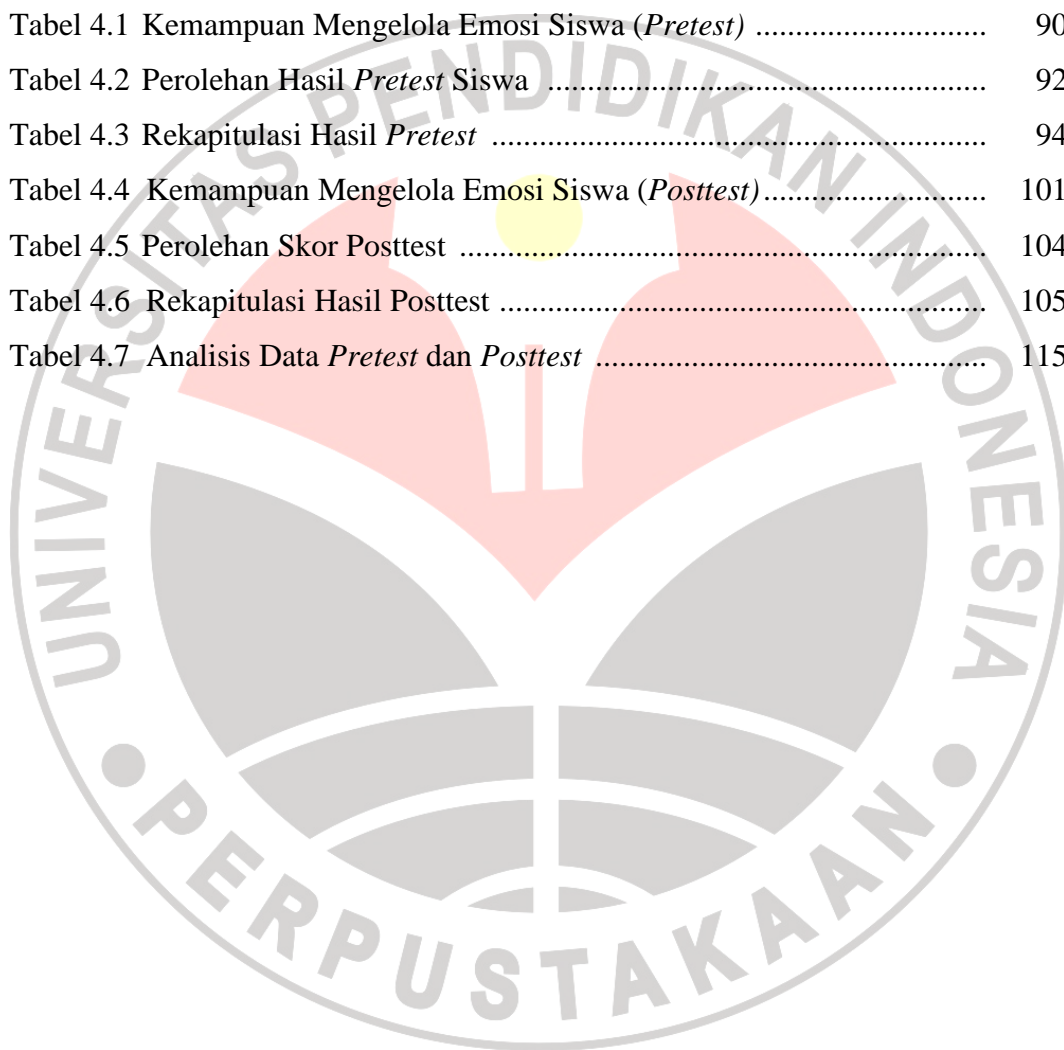 Tabel 4.1 Kemampuan Mengelola Emosi Siswa (Pretest) ............................ 90
Tabel 4.2 Perolehan Hasil Pretest Siswa ..................................................... 92
Tabel 4.3 Rekapitulasi Hasil Pretest ............................................................ 94
Tabel 4.4 Kemampuan Mengelola Emosi Siswa (Posttest)........................... 101
Tabel 4.5 Perolehan Skor Posttest ................................................................ 104
Tabel 4.6 Rekapitulasi Hasil Posttest ........................................................... 105
Tabel 4.7 Analisis Data Pretest dan Posttest ............................................... 115
UNIVERSITAS PENDIDIKAN INDONESIA
PERPUSTAKAAN